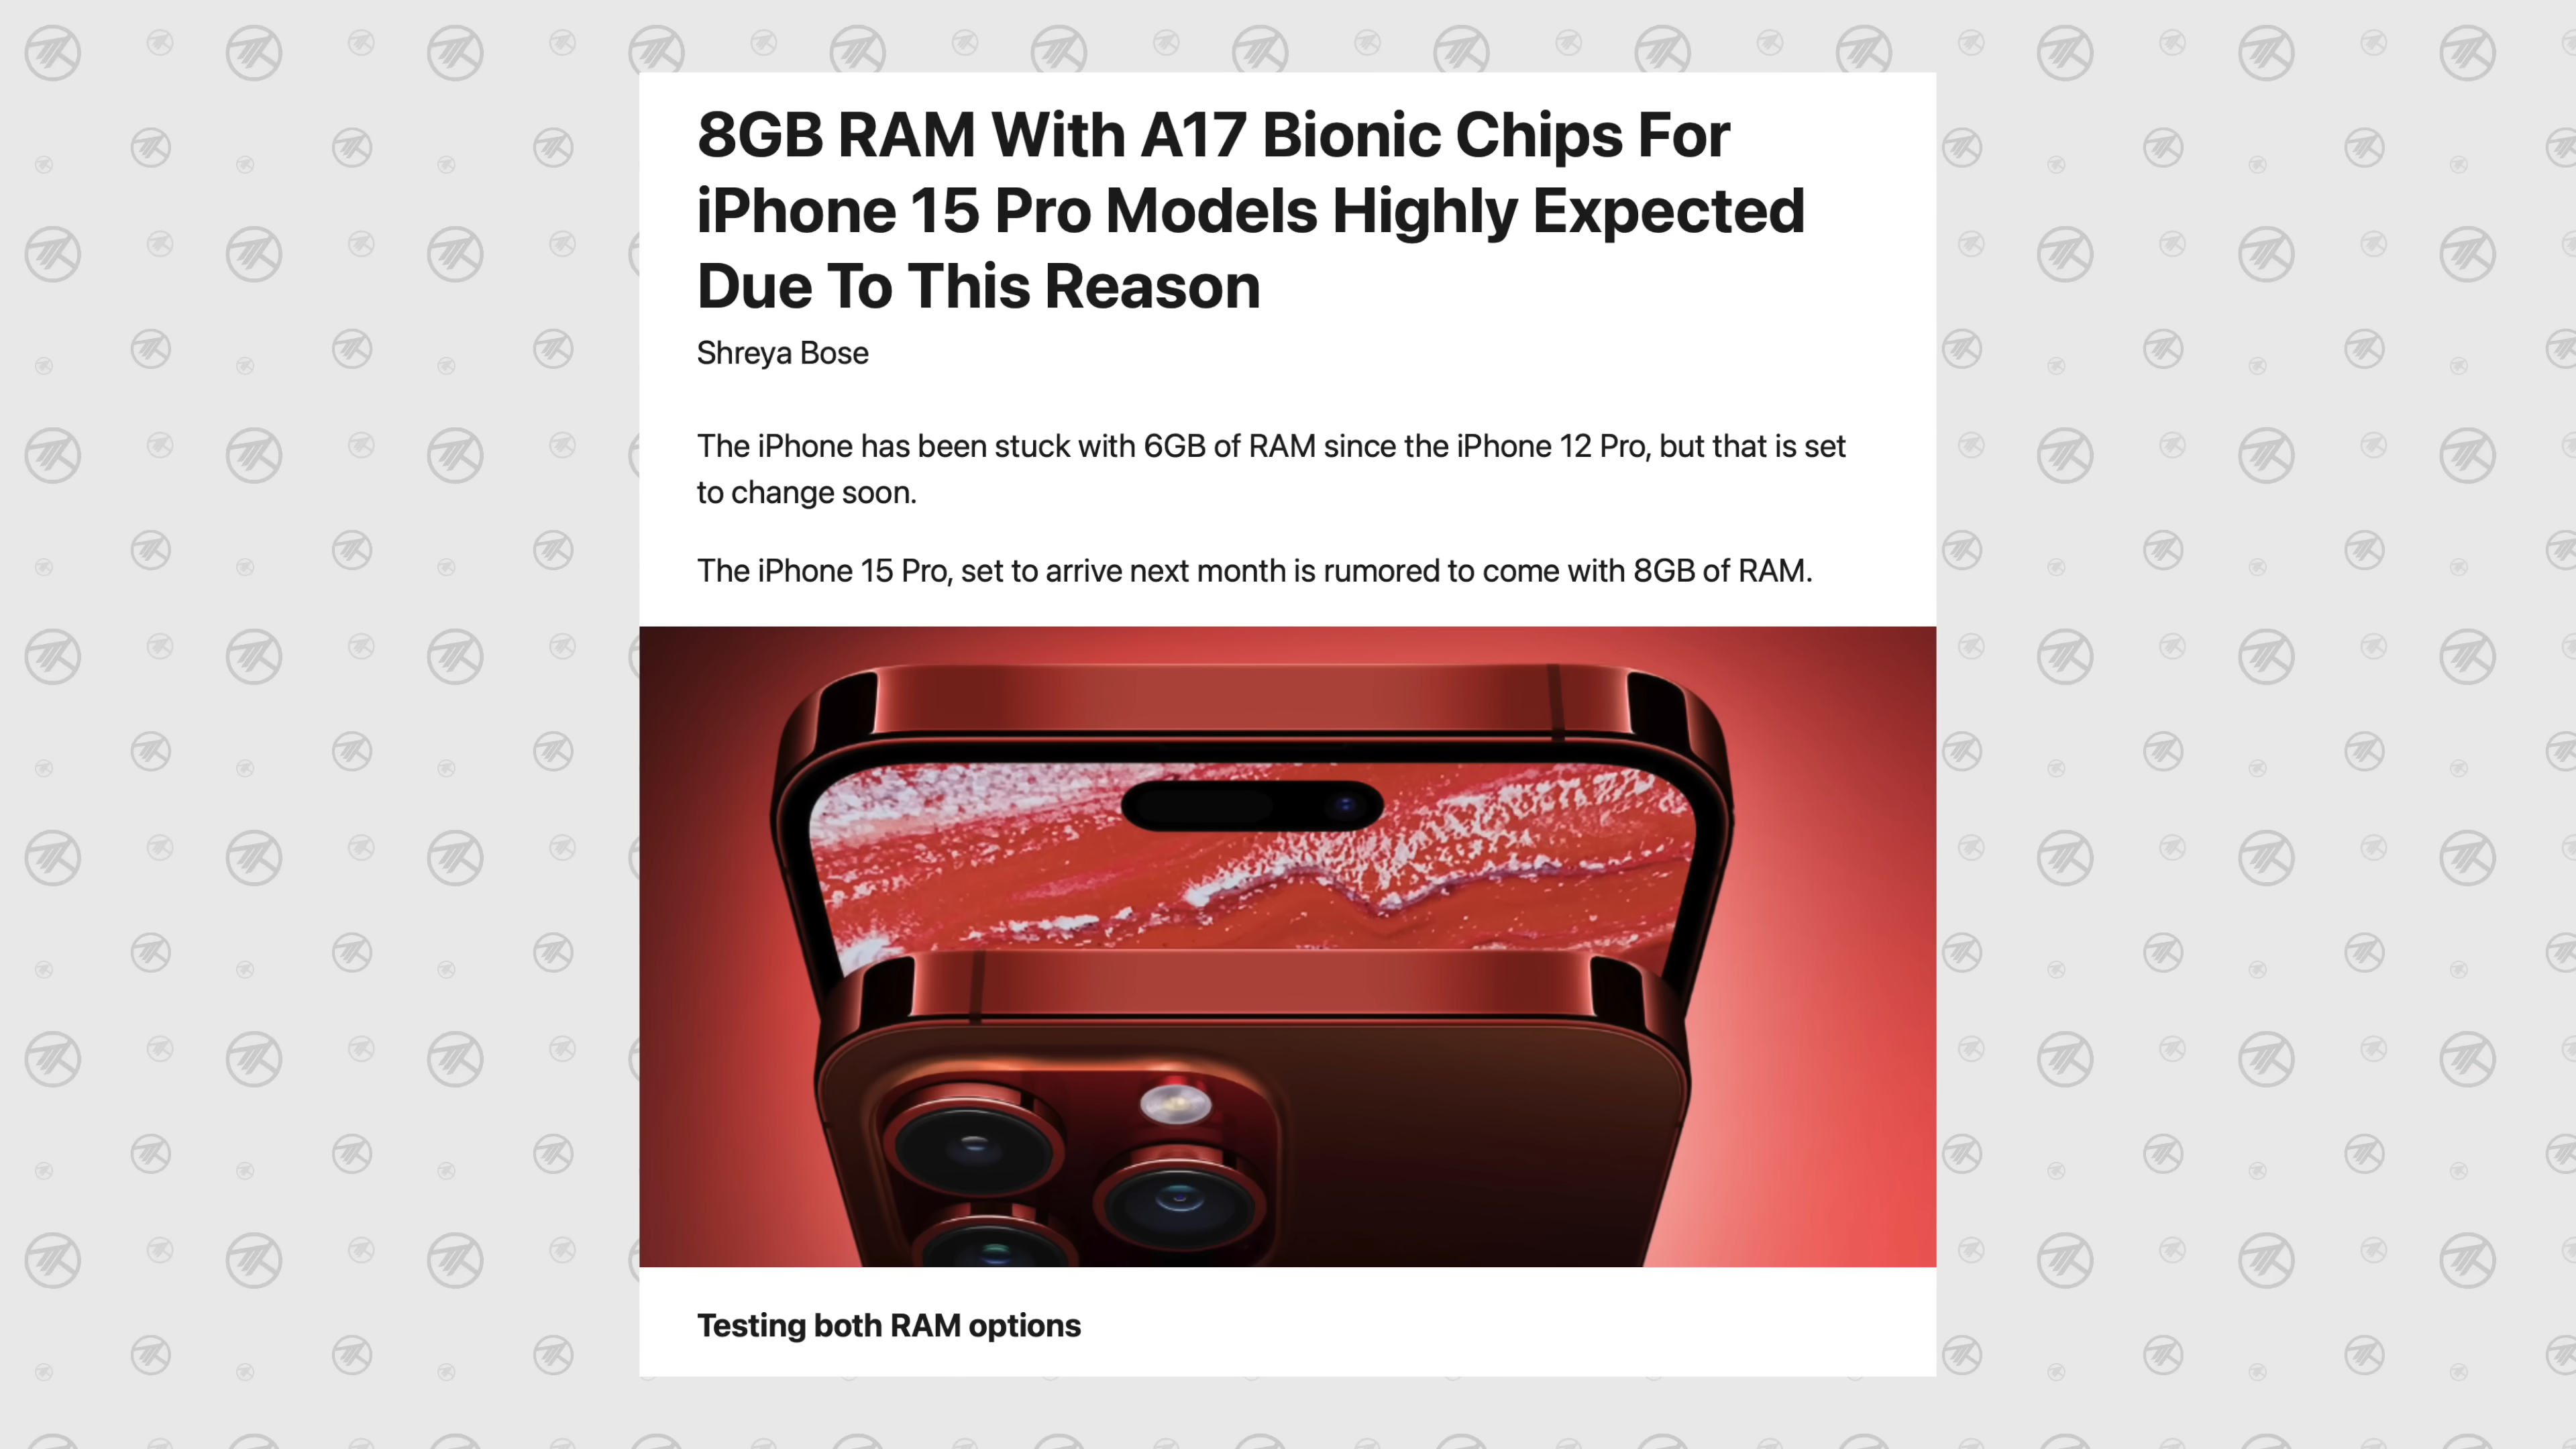 8GB RAM With A17 Bionic Chips For
iPhone 15 Pro Models Highly Expected
Due To This Reason
Shreya Bose
The iPhone has been stuck with 6GB of RAM since the iPhone 12 Pro, but that is set
to change soon.
The iPhone 15 Pro, set to arrive next month is rumored to come with 8GB of RAM.
Testing both RAM options